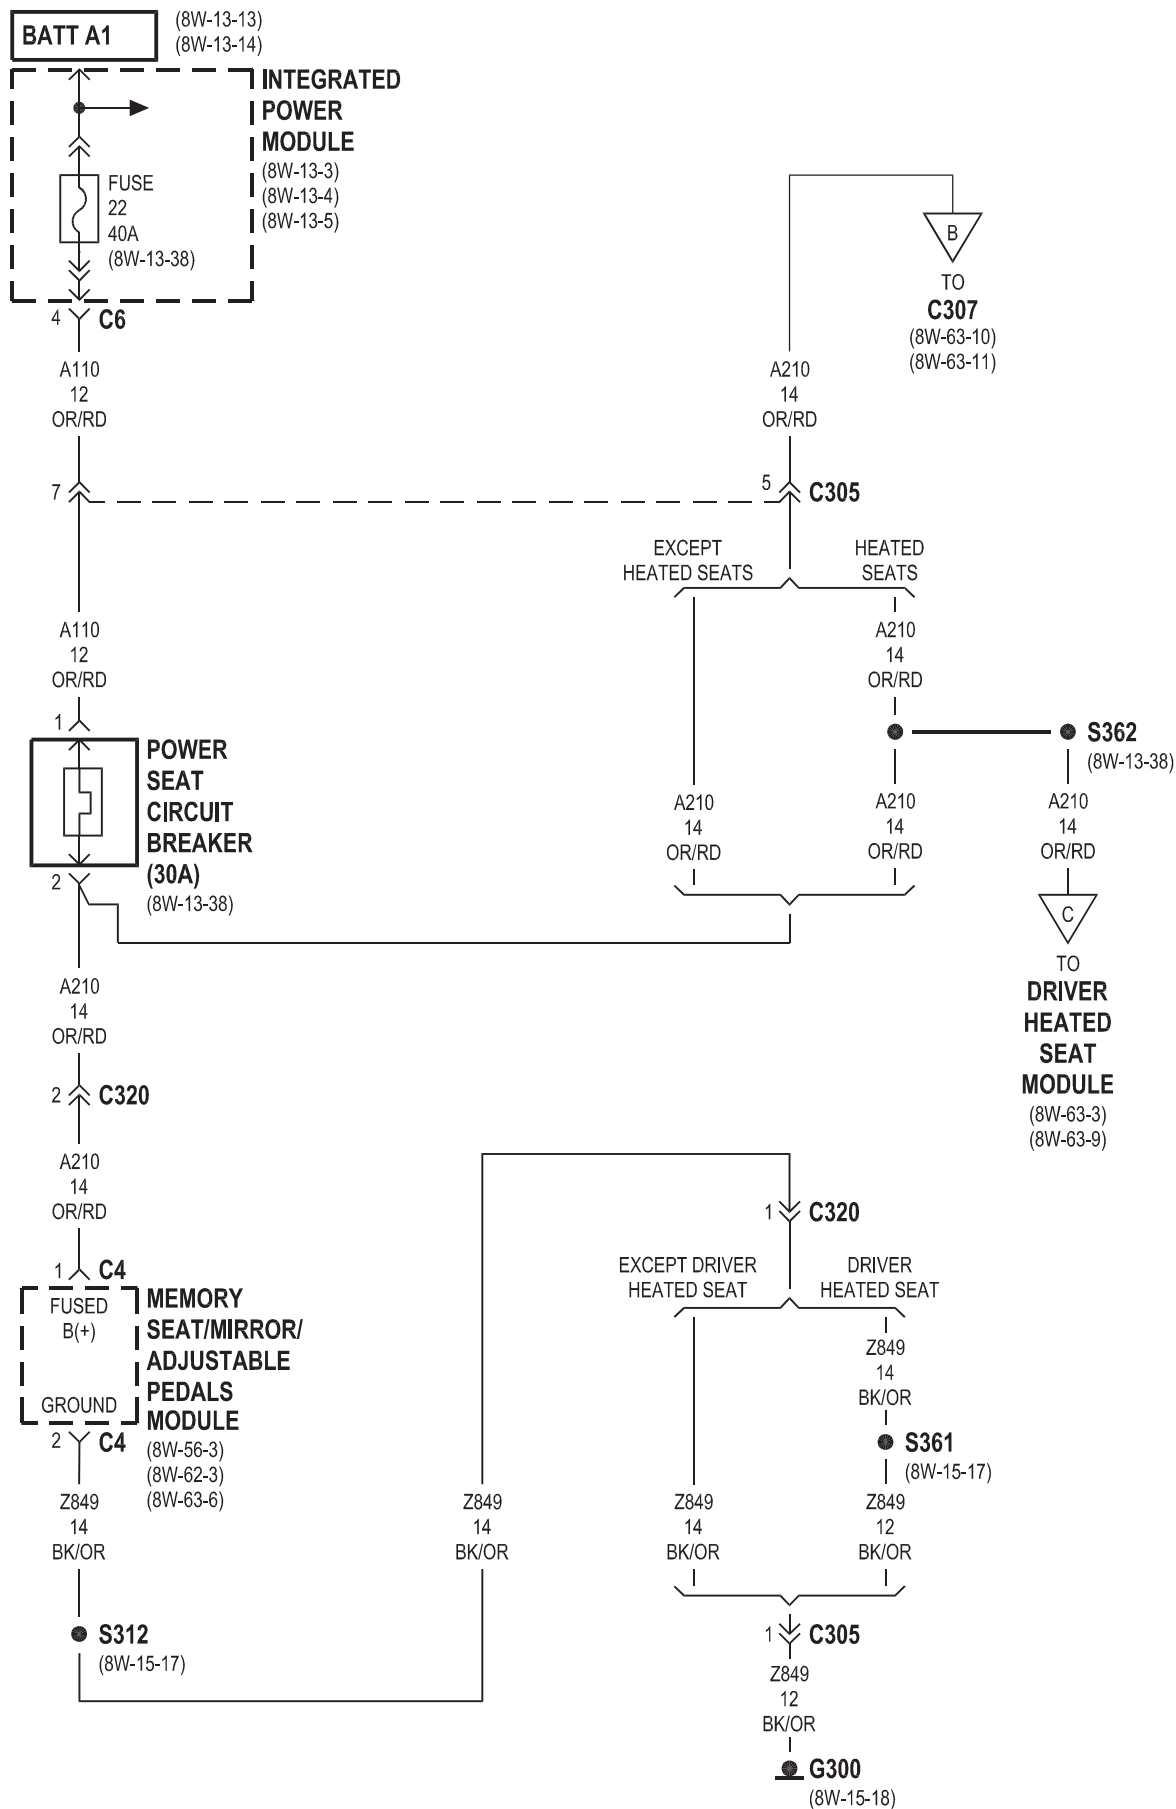 BATT A1
(8W-13-13)
(8W-13-14)
INTEGRATED
POWER
MODULE
(8W-13-3)
(8W-13-4)
(8W-13-5)
FUSE
22
40A
(8W-13-38)
4 C6
A110
12
OR/RD
B
TO
C307
(8W-63-10)
(8W-63-11)
A210
14
OR/RD
7
5 C305
EXCEPT
HEATED SEATS
HEATED
SEATS
A110
12
OR/RD
A210
14
OR/RD
1
POWER
SEAT
CIRCUIT
BREAKER
(30A)
(8W-13-38)
2
S362
(8W-13-38)
A210
14
OR/RD
A210
14
OR/RD
A210
14
OR/RD
C
TO
DRIVER
HEATED
SEAT
MODULE
(8W-63-3)
(8W-63-9)
A210
14
OR/RD
2 C320
A210
14
OR/RD
1 C4
FUSED
B(+)
GROUND
MEMORY
SEAT/MIRROR/
ADJUSTABLE
PEDALS
MODULE
(8W-56-3)
(8W-62-3)
(8W-63-6)
2 C4
Z849
14
BK/OR
S312
(8W-15-17)
Z849
14
BK/OR
1 C320
EXCEPT DRIVER
HEATED SEAT
DRIVER
HEATED SEAT
Z849
14
BK/OR
S361
(8W-15-17)
Z849
14
BK/OR
Z849
12
BK/OR
1 C305
Z849
12
BK/OR
G300
(8W-15-18)